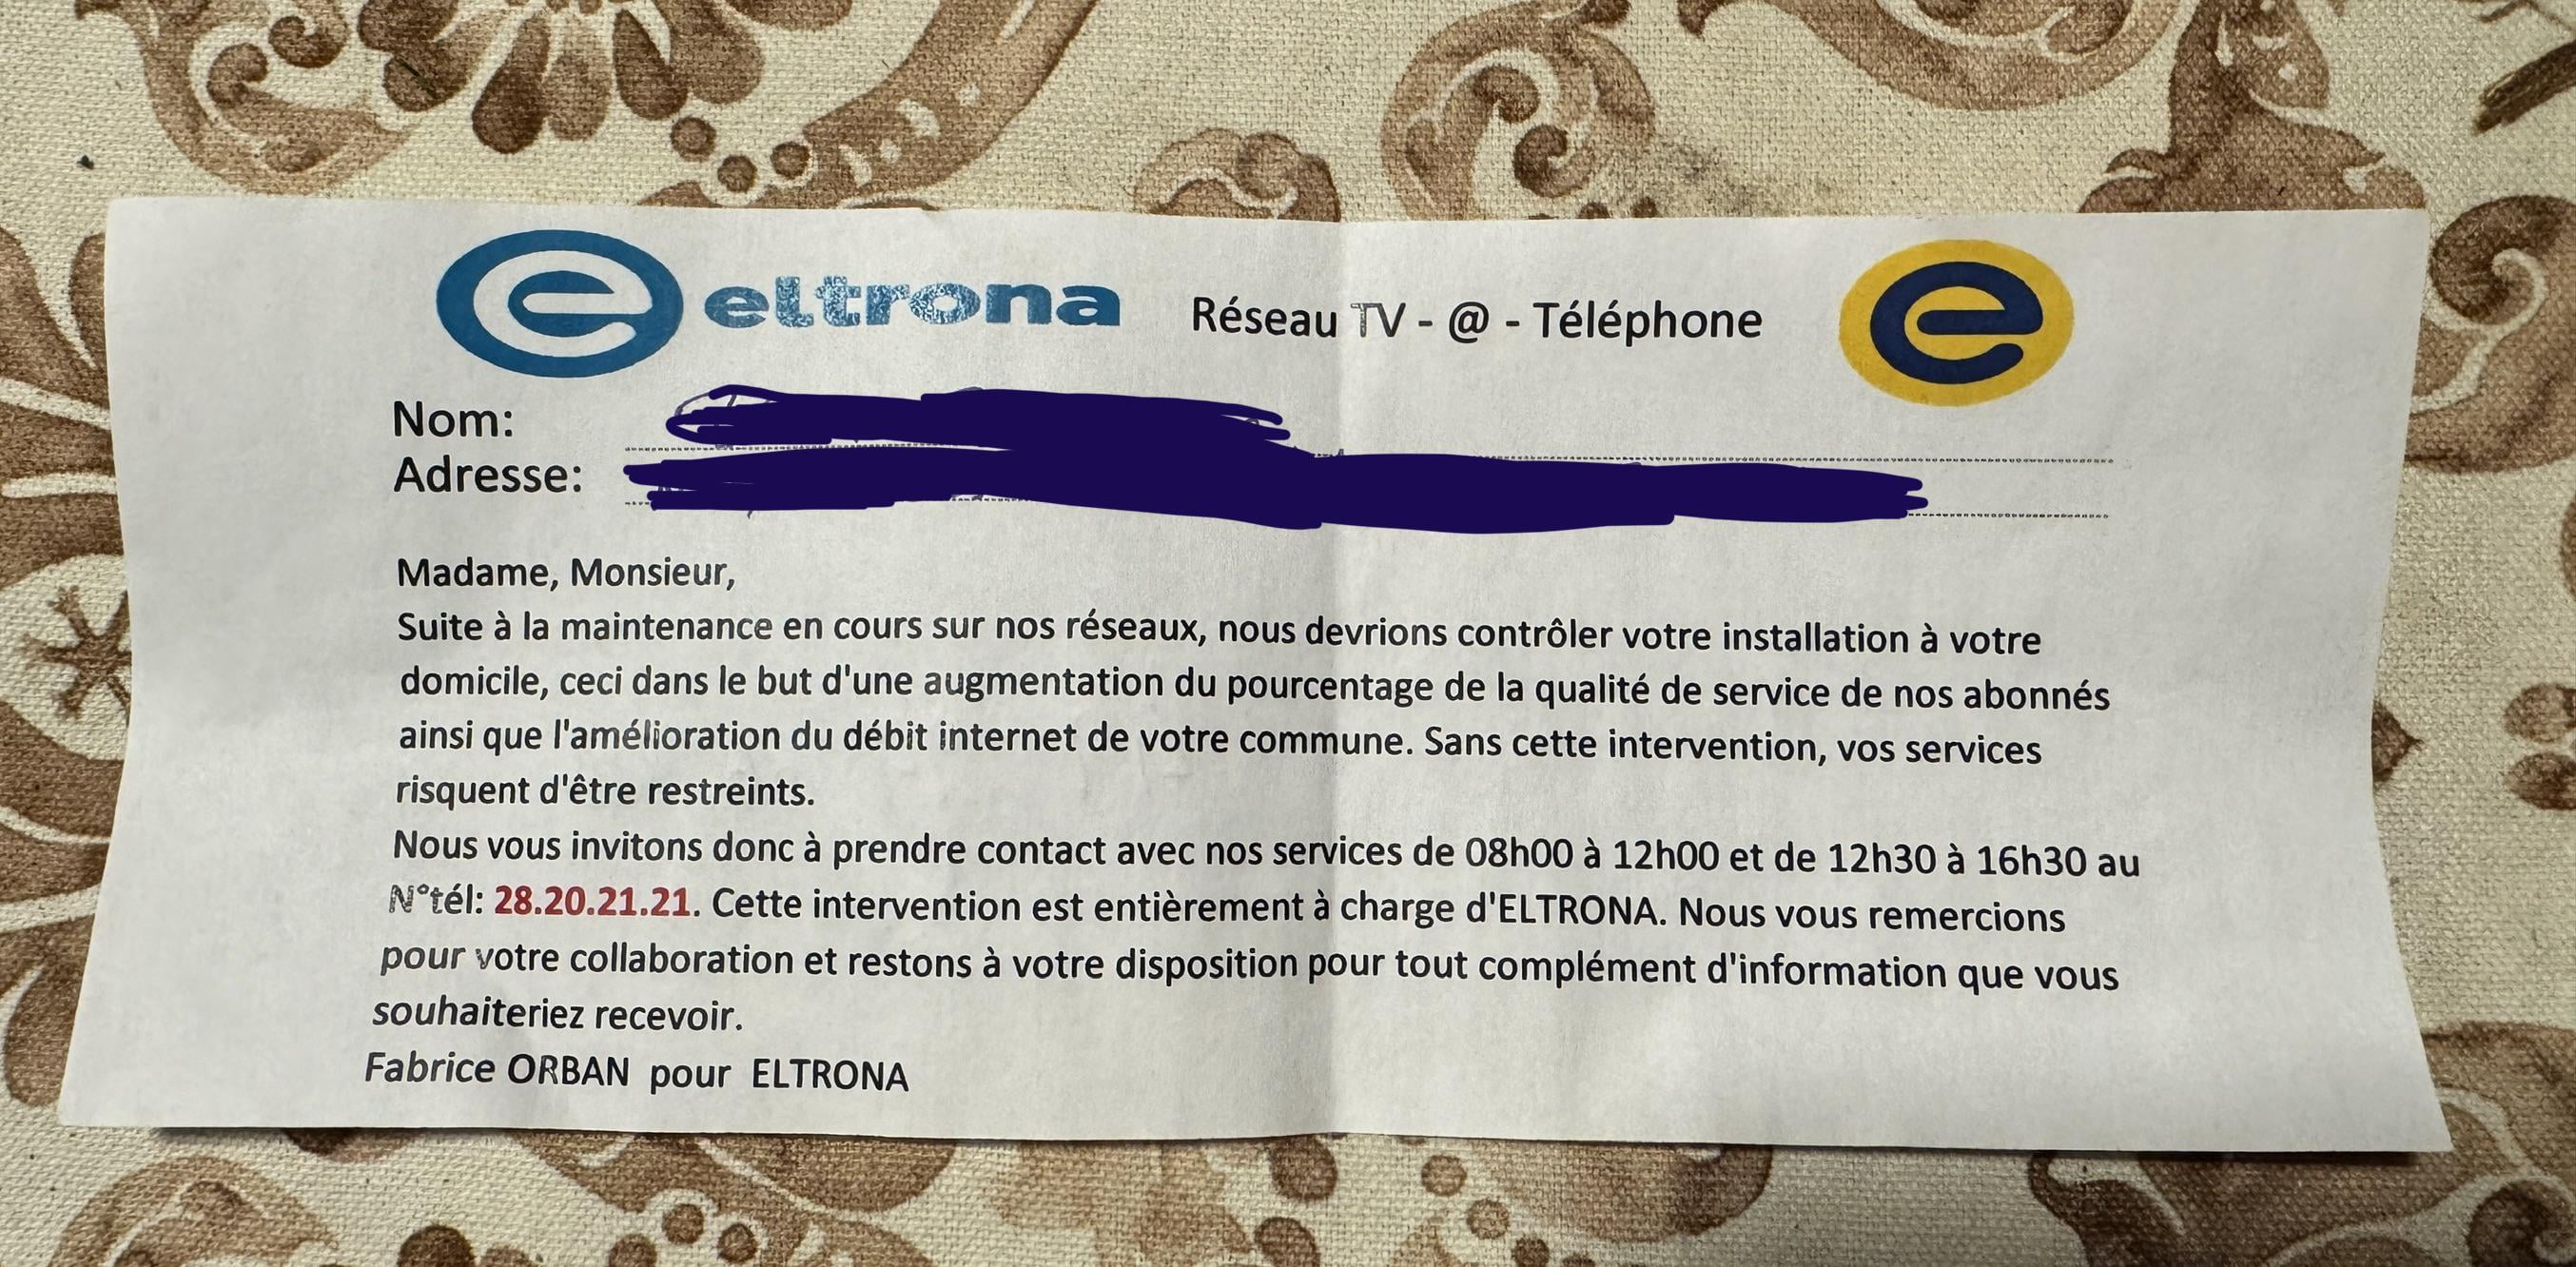 eltrona Réseau TV - @ - Téléphone e
Nom:
Adresse:
Madame, Monsieur,
Suite à la maintenance en cours sur nos réseaux, nous devrions contrôler votre installation à votre
domicile, ceci dans le but d'une augmentation du pourcentage de la qualité de service de nos abonnés
ainsi que l'amélioration du débit internet de votre commune. Sans cette intervention, vos services
risquent d'être restreints.
Nous vous invitons donc à prendre contact avec nos services de 08h00 à 12h00 et de 12h30 à 16h30 au
N°tél: 28.20.21.21. Cette intervention est entièrement à charge d'ELTRONA. Nous vous remercions
pour votre collaboration et restons à votre disposition pour tout complément d'information que vous
souhaiteriez recevoir.
Fabrice ORBAN pour ELTRONA